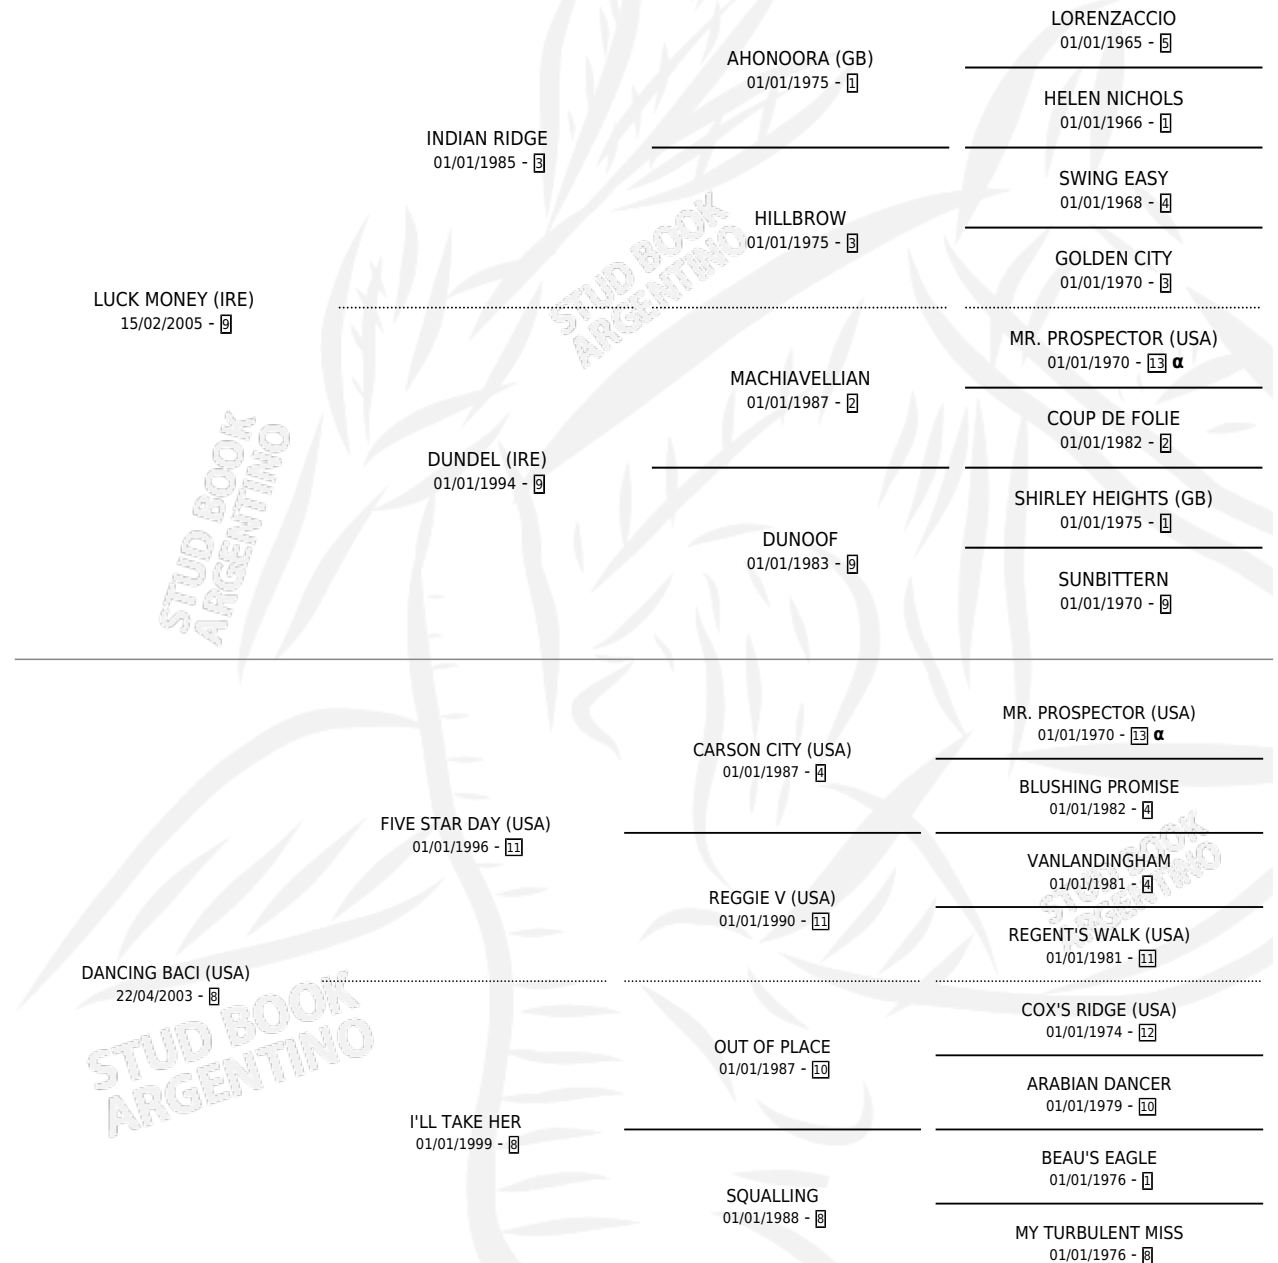 LORENZACCIO
01/01/1965 - 5
AHONOORA (GB)
01/01/1975 - 1
HELEN NICHOLS
01/01/1966 - 1
INDIAN RIDGE
01/01/1985 - 3
SWING EASY
01/01/1968 - 4
HILLBROW
01/01/1975 - 3
GOLDEN CITY
01/01/1970 - 3
STUD BOOK
ARGENTINO
LUCK MONEY (IRE)
15/02/2005 - 9
MR. PROSPECTOR (USA)
01/01/1970 - 13 α
MACHIAVELLIAN
01/01/1987 - 2
COUP DE FOLIE
01/01/1982 - 2
DUNDEL (IRE)
01/01/1994 - 9
SHIRLEY HEIGHTS (GB)
01/01/1975 - 1
DUNOOF
01/01/1983 - 9
SUNBITTERN
01/01/1970 - 9
STUD BOOK
ARGENTINO
MR. PROSPECTOR (USA)
01/01/1970 - 13 α
CARSON CITY (USA)
01/01/1987 - 4
BLUSHING PROMISE
01/01/1982 - 4
FIVE STAR DAY (USA)
01/01/1996 - 11
VANLANDINGHAM
01/01/1981 - 4
STUD BOOK
ARGENTINO
REGGIE V (USA)
01/01/1990 - 11
REGENT'S WALK (USA)
01/01/1981 - 11
DANCING BACI (USA)
22/04/2003 - 8
STUD BOOK
ARGENTINO
COX'S RIDGE (USA)
01/01/1974 - 12
OUT OF PLACE
01/01/1987 - 10
ARABIAN DANCER
01/01/1979 - 10
I'LL TAKE HER
01/01/1999 - 8
BEAU'S EAGLE
01/01/1976 - 1
SQUALLING
01/01/1988 - 8
MY TURBULENT MISS
01/01/1976 - 8